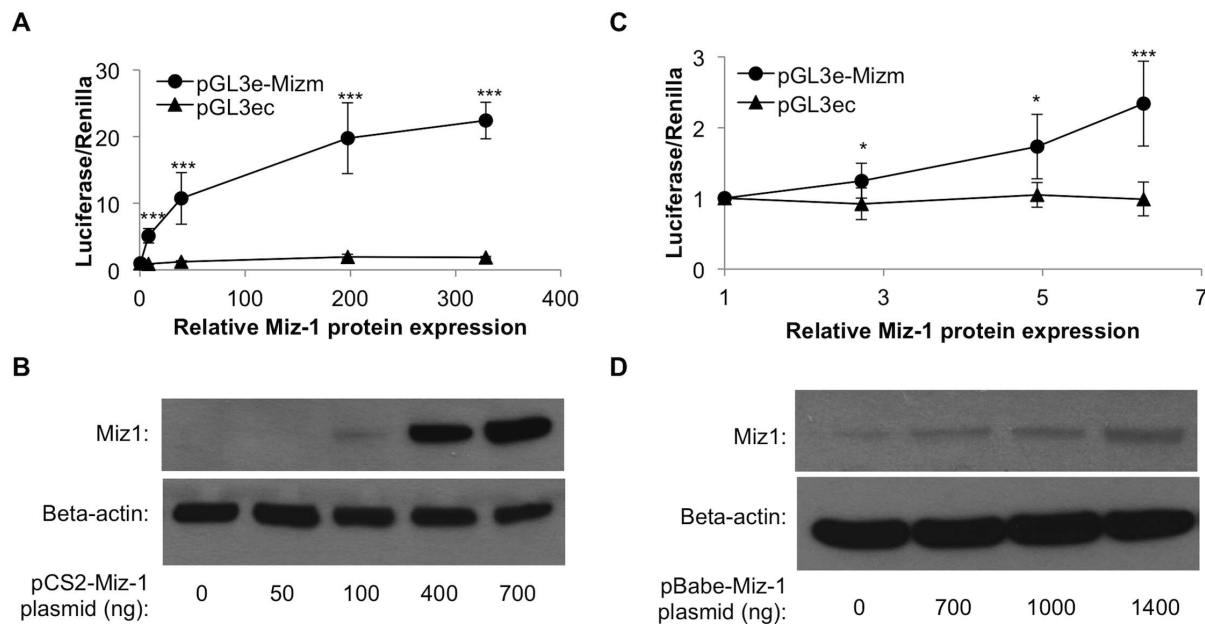 A
30
20
10
0
Luciferase/Renilla
pGL3e-Mizm
pGL3ec
***
***
***
***
0 100 200 300 400
Relative Miz-1 protein expression
B
Miz1:
Beta-actin:
pCS2-Miz-1
plasmid (ng):
0 50 100 400 700
C
3
2
1
0
Luciferase/Renilla
pGL3e-Mizm
pGL3ec
*
*
***
1 3 5 7
Relative Miz-1 protein expression
D
Miz1:
Beta-actin:
pBabe-Miz-1
plasmid (ng):
0 700 1000 1400